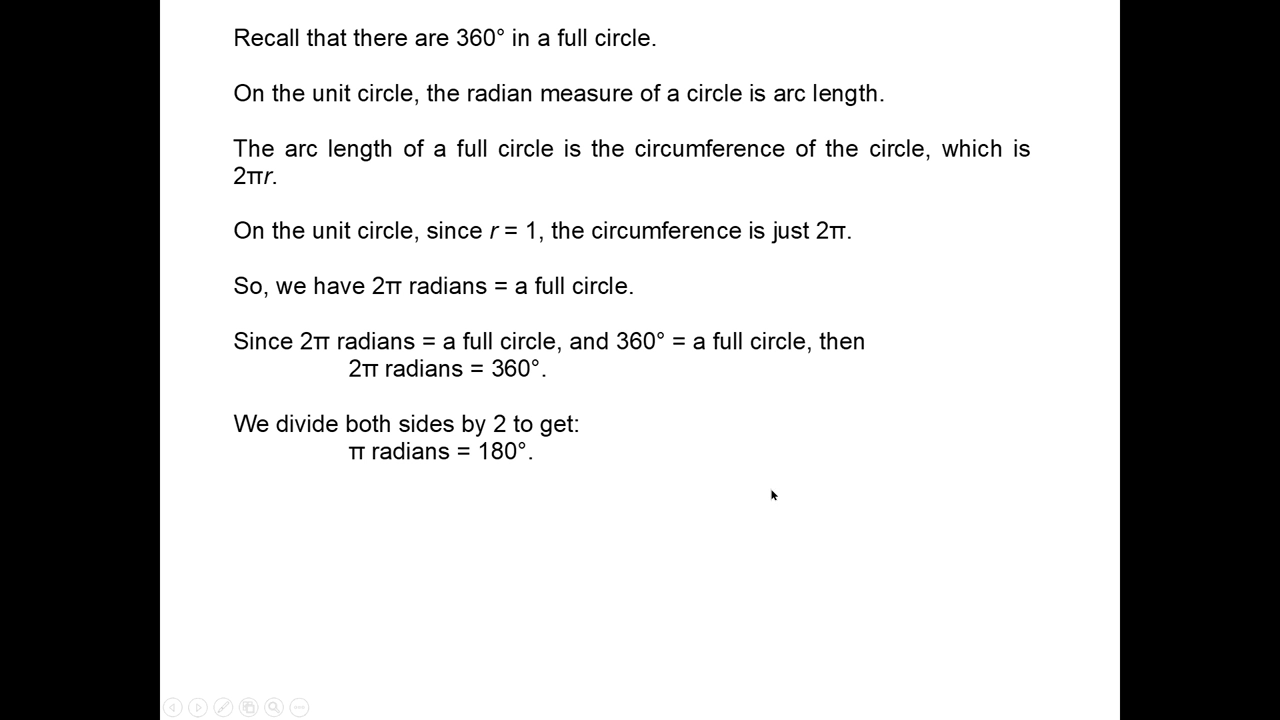 Recall that there are 360° in a full circle.
On the unit circle, the radian measure of a circle is arc length.
The arc length of a full circle is the circumference of the circle, which is
2πr.
On the unit circle, since r = 1, the circumference is just 2π.
So, we have 2π radians = a full circle.
Since 2π radians = a full circle, and 360° = a full circle, then
2π radians = 360°.
We divide both sides by 2 to get:
π radians = 180°.